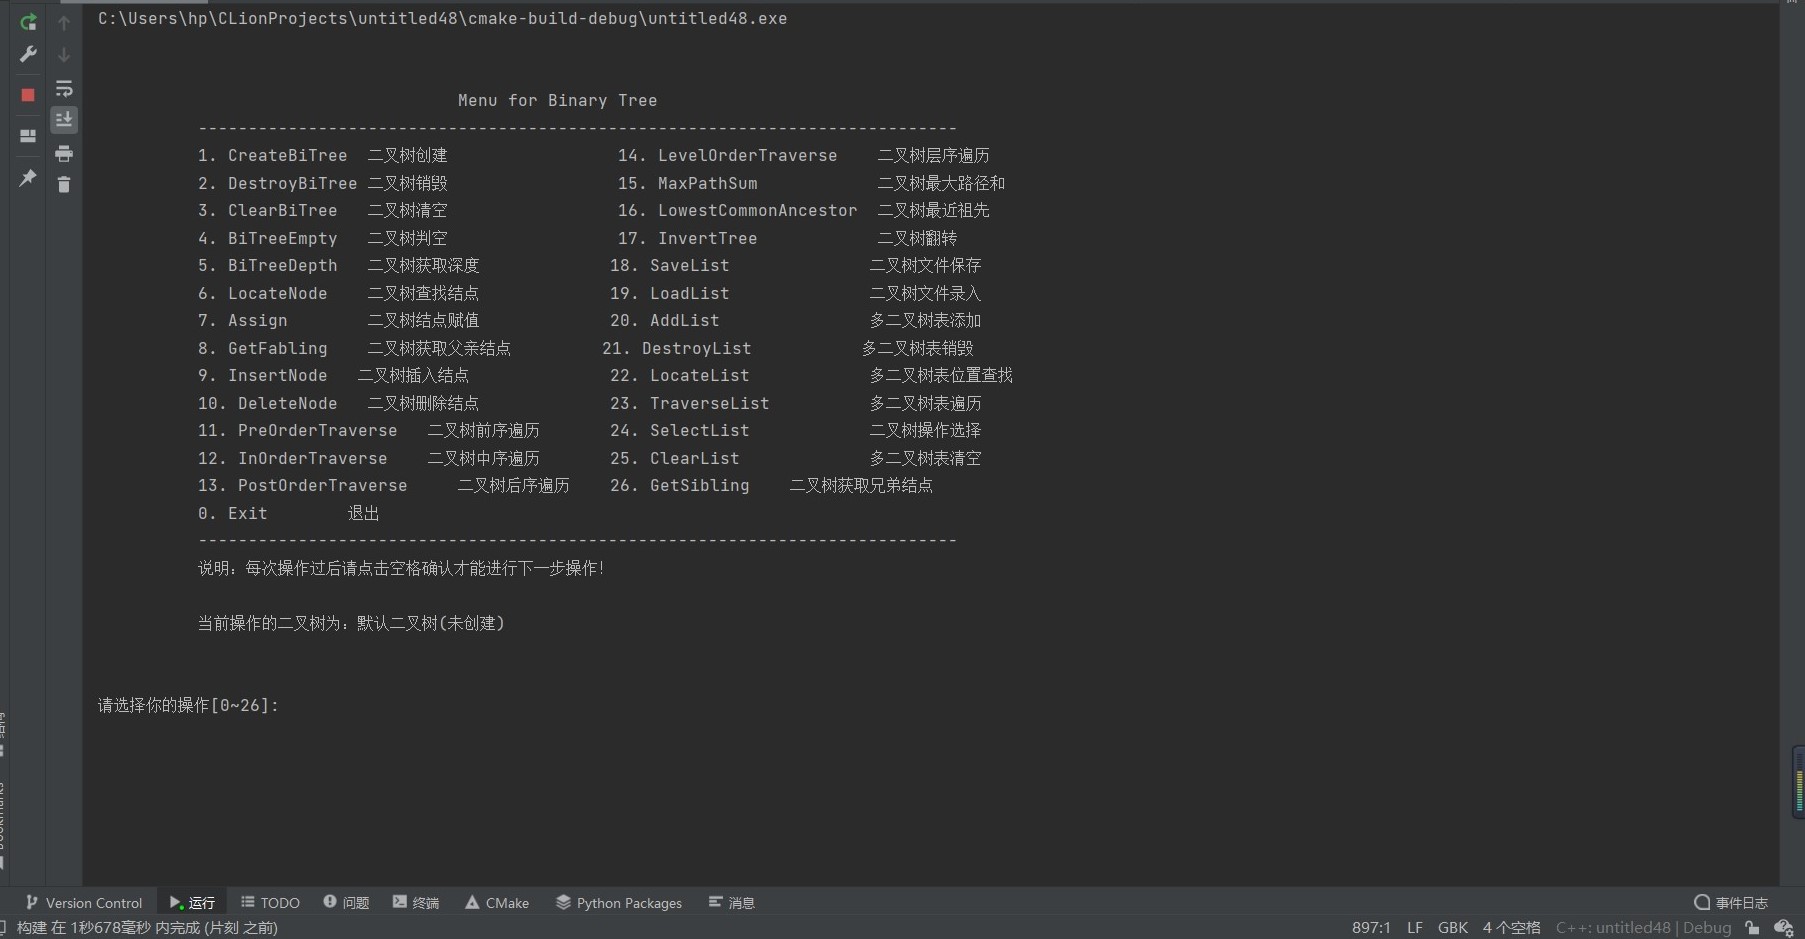 C:\Users\hp\CLionProjects\untitled48\cmake-build-debug\untitled48.exe
Menu for Binary Tree
----------------------------------------------------------------------------
1. CreateBiTree 二叉树创建 14. LevelOrderTraverse 二叉树层序遍历
2. DestroyBiTree 二叉树销毁 15. MaxPathSum 二叉树最大路径和
3. ClearBiTree 二叉树清空 16. LowestCommonAncestor 二叉树最近祖先
4. BiTreeEmpty 二叉树判空 17. InvertTree 二叉树翻转
5. BiTreeDepth 二叉树获取深度 18. SaveList 二叉树文件保存
6. LocateNode 二叉树查找结点 19. LoadList 二叉树文件录入
7. Assign 二叉树结点赋值 20. AddList 多二叉树表添加
8. GetFabling 二叉树获取父亲结点 21. DestroyList 多二叉树表销毁
9. InsertNode 二叉树插入结点 22. LocateList 多二叉树表位置查找
10. DeleteNode 二叉树删除结点 23. TraverseList 多二叉树表遍历
11. PreOrderTraverse 二叉树前序遍历 24. SelectList 二叉树操作选择
12. InOrderTraverse 二叉树中序遍历 25. ClearList 多二叉树表清空
13. PostOrderTraverse 二叉树后序遍历 26. GetSibling 二叉树获取兄弟结点
0. Exit 退出
----------------------------------------------------------------------------
说明：每次操作过后请点击空格确认才能进行下一步操作！
当前操作的二叉树为：默认二叉树(未创建)
请选择你的操作[0~26]:
Version Control 运行 TODO 问题 终端 CMake Python Packages 消息 事件日志
构建 在 1秒678毫秒 内完成 (片刻 之前) 897:1 LF GBK 4 个空格 C++: untitled48 | Debug